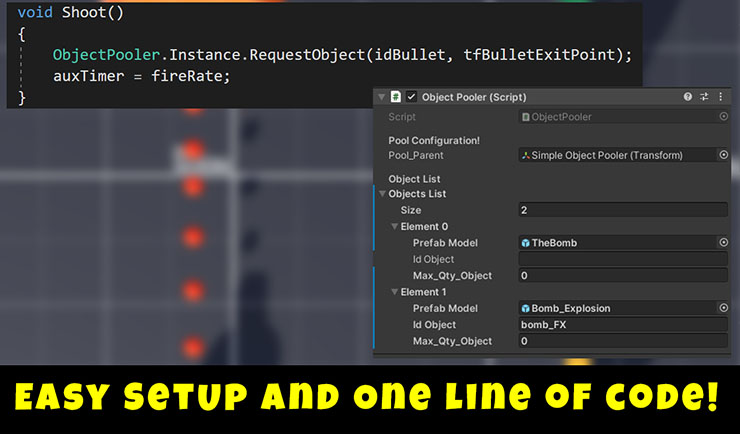 void Shoot()
{
ObjectPooler.Instance.RequestObject(idBullet, tfBulletExitPoint);
auxTimer = fireRate;
}
Object Pooler (Script)
Script ObjectPooler
Pool Configuration!
Pool_Parent Simple Object Pooler (Transform)
Object List
Objects List
Size 2
Element 0
Prefab Model TheBomb
Id Object
Max_Qty_Object 0
Element 1
Prefab Model Bomb_Explosion
Id Object bomb_FX
Max_Qty_Object 0
EASY SETUP AND ONE LINE OF CODE!